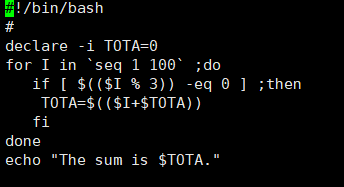 #!/bin/bash
#
declare -i TOTA=0
for I in `seq 1 100` ;do
   if [ $(($I % 3)) -eq 0 ] ;then
    TOTA=$(($I+$TOTA))
   fi
done
echo "The sum is $TOTA."